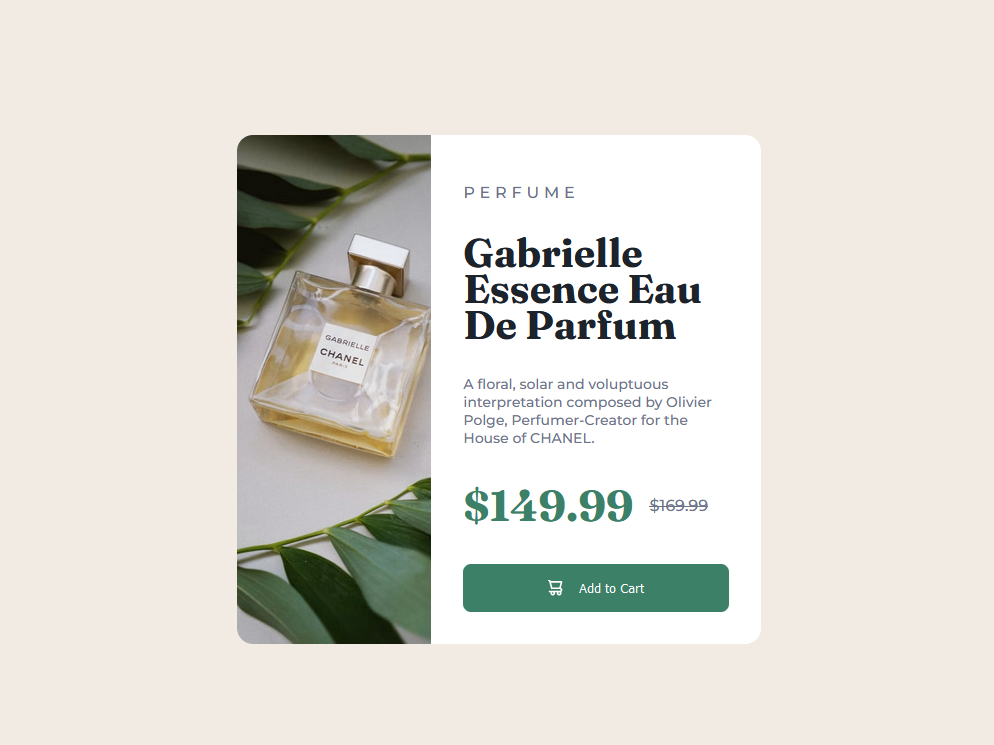 GABRIELLE
CHANEL
PARIS
PERFUME
Gabrielle
Essence Eau
De Parfum
A floral, solar and voluptuous
interpretation composed by Olivier
Polge, Perfumer-Creator for the
House of CHANEL.
$149.99 $169.99
Add to Cart